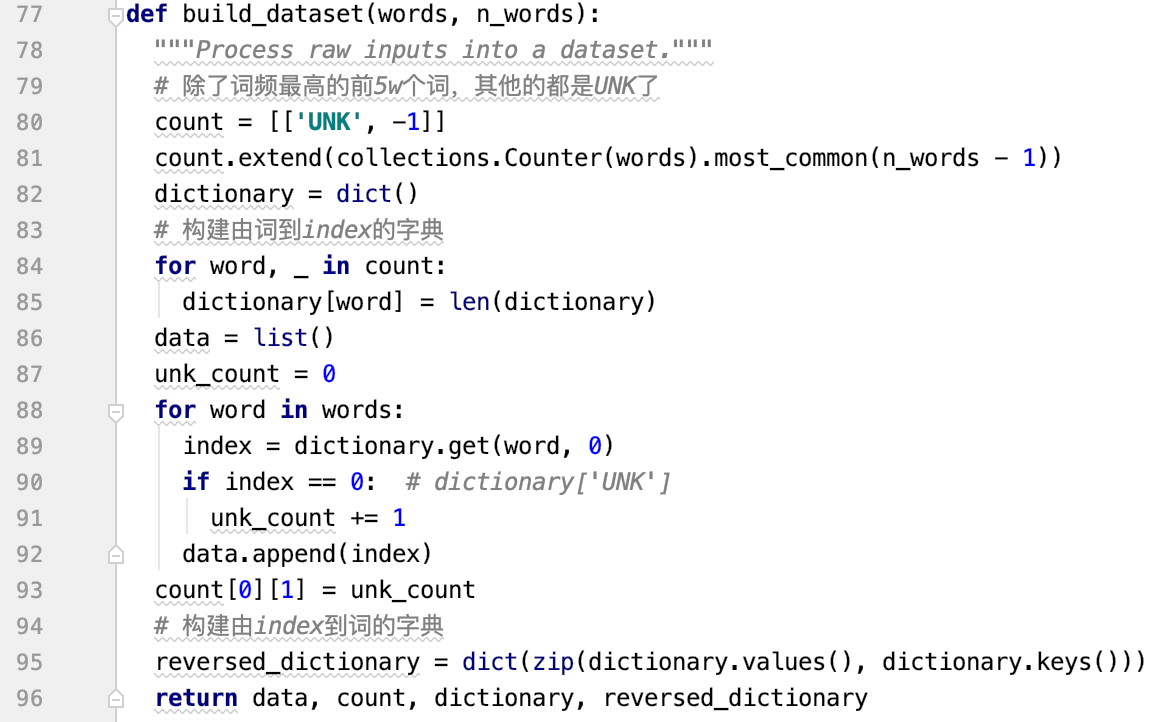 77 def build_dataset(words, n_words):
78 """Process raw inputs into a dataset."""
79 # 除了词频最高的前5w个词，其他的都是UNK了
80 count = [['UNK', -1]]
81 count.extend(collections.Counter(words).most_common(n_words - 1))
82 dictionary = dict()
83 # 构建由词到index的字典
84 for word, _ in count:
85 dictionary[word] = len(dictionary)
86 data = list()
87 unk_count = 0
88 for word in words:
89 index = dictionary.get(word, 0)
90 if index == 0:  # dictionary['UNK']
91 unk_count += 1
92 data.append(index)
93 count[0][1] = unk_count
94 # 构建由index到词的字典
95 reversed_dictionary = dict(zip(dictionary.values(), dictionary.keys()))
96 return data, count, dictionary, reversed_dictionary